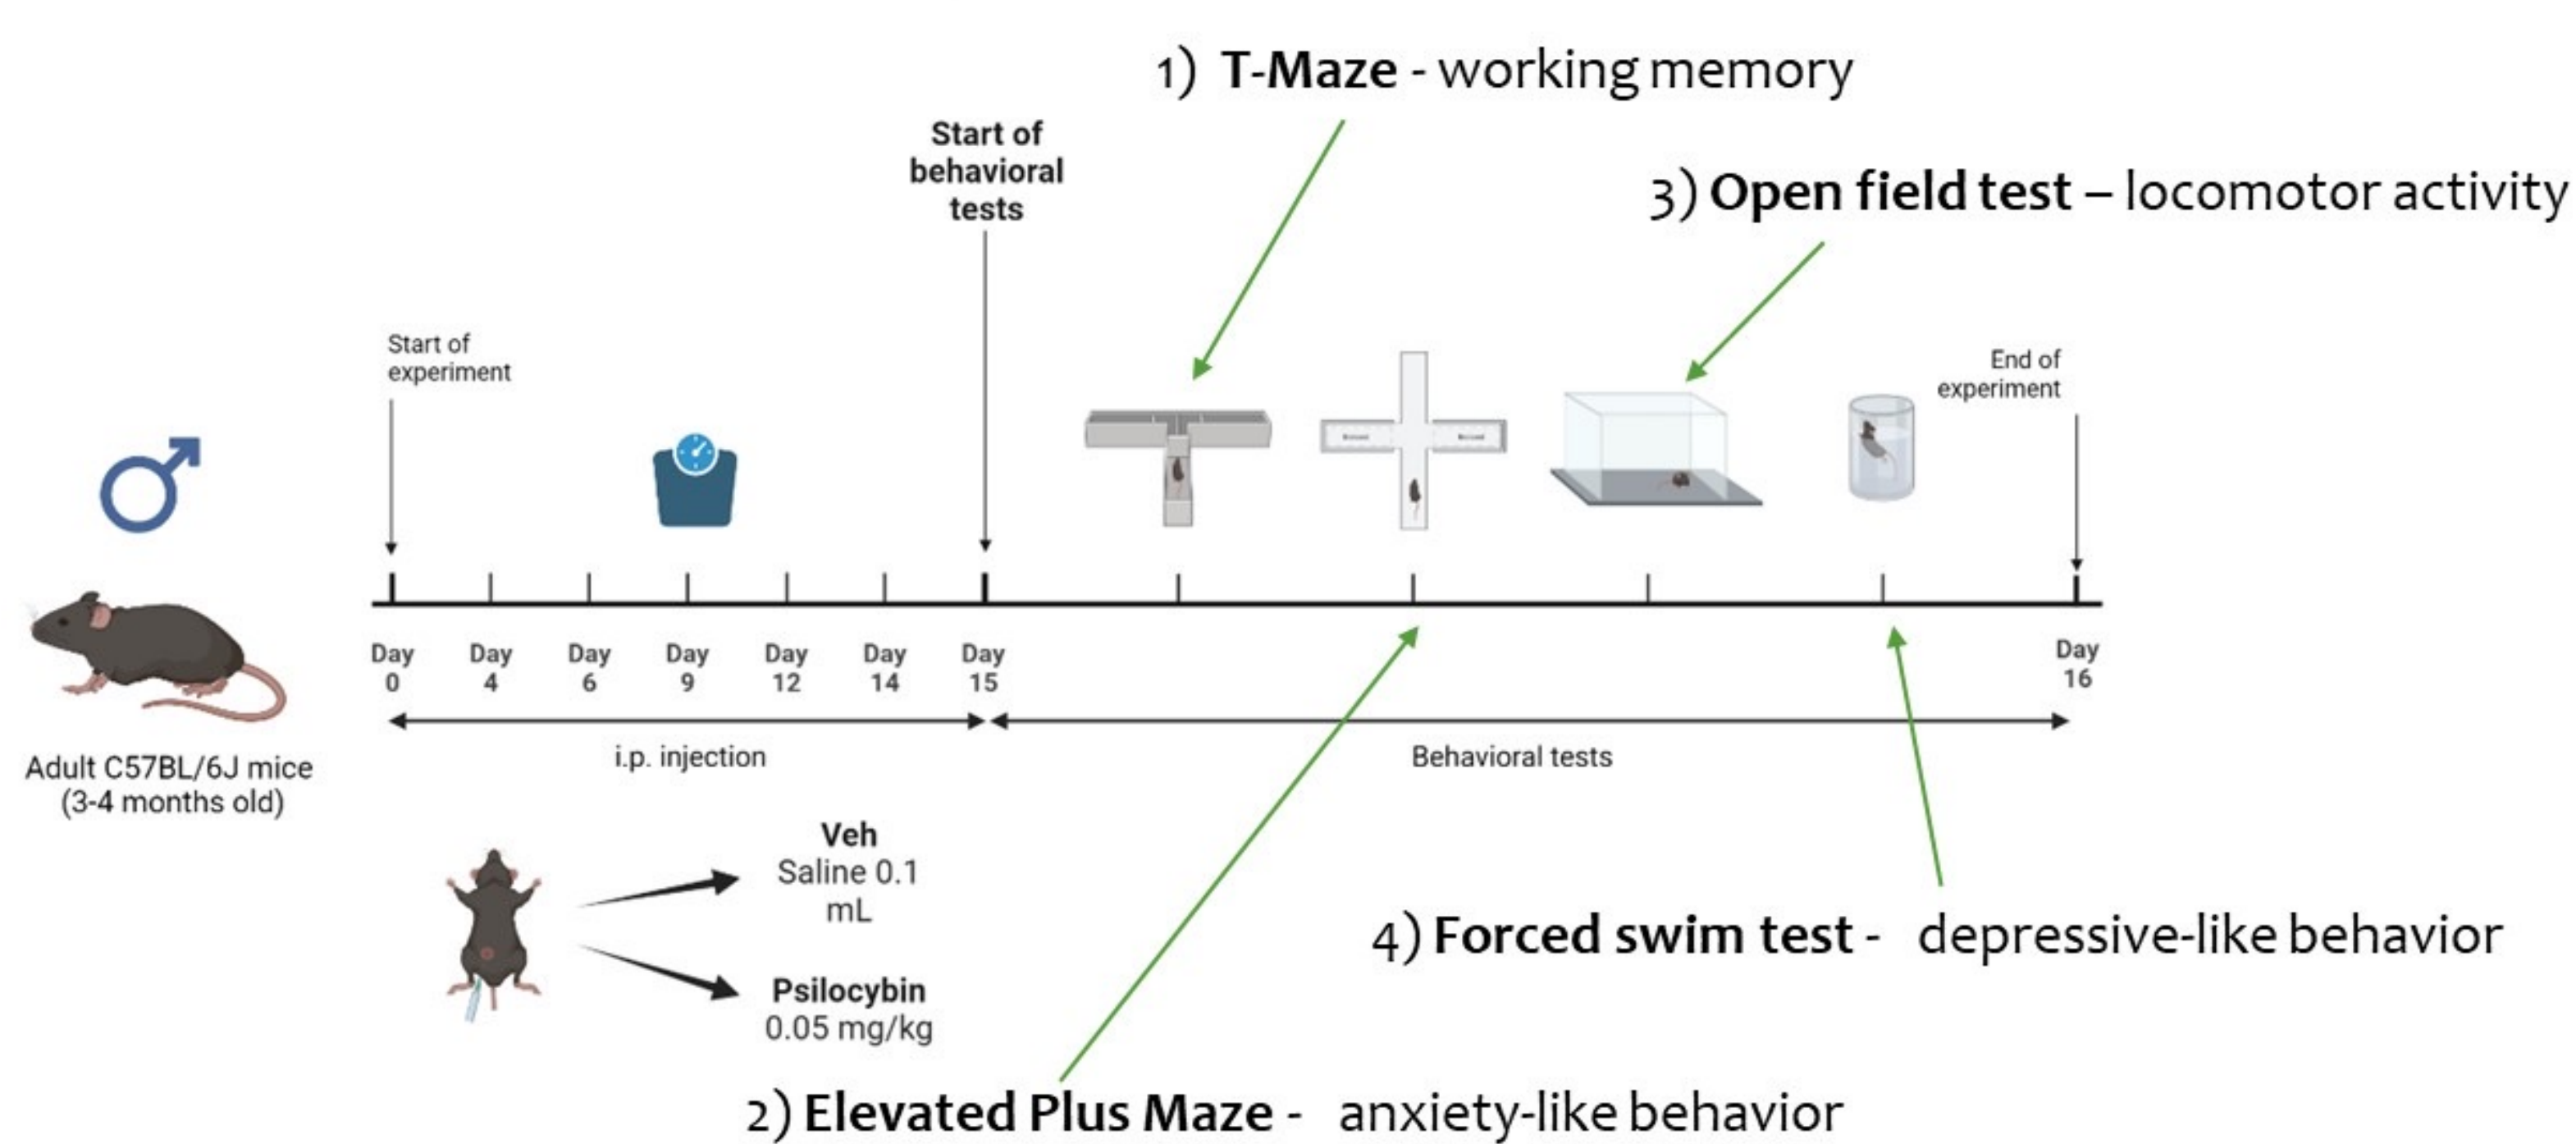 1) T-Maze - working memory
Start of
behavioral
tests
3) Open field test – locomotor activity
Start of
experiment
End of
experiment
Day
0
Day
4
Day
6
Day
9
Day
12
Day
14
Day
15
Day
16
i.p. injection
Behavioral tests
Adult C57BL/6J mice
(3-4 months old)
Veh
Saline 0.1
mL
Psilocybin
0.05 mg/kg
4) Forced swim test - depressive-like behavior
2) Elevated Plus Maze - anxiety-like behavior